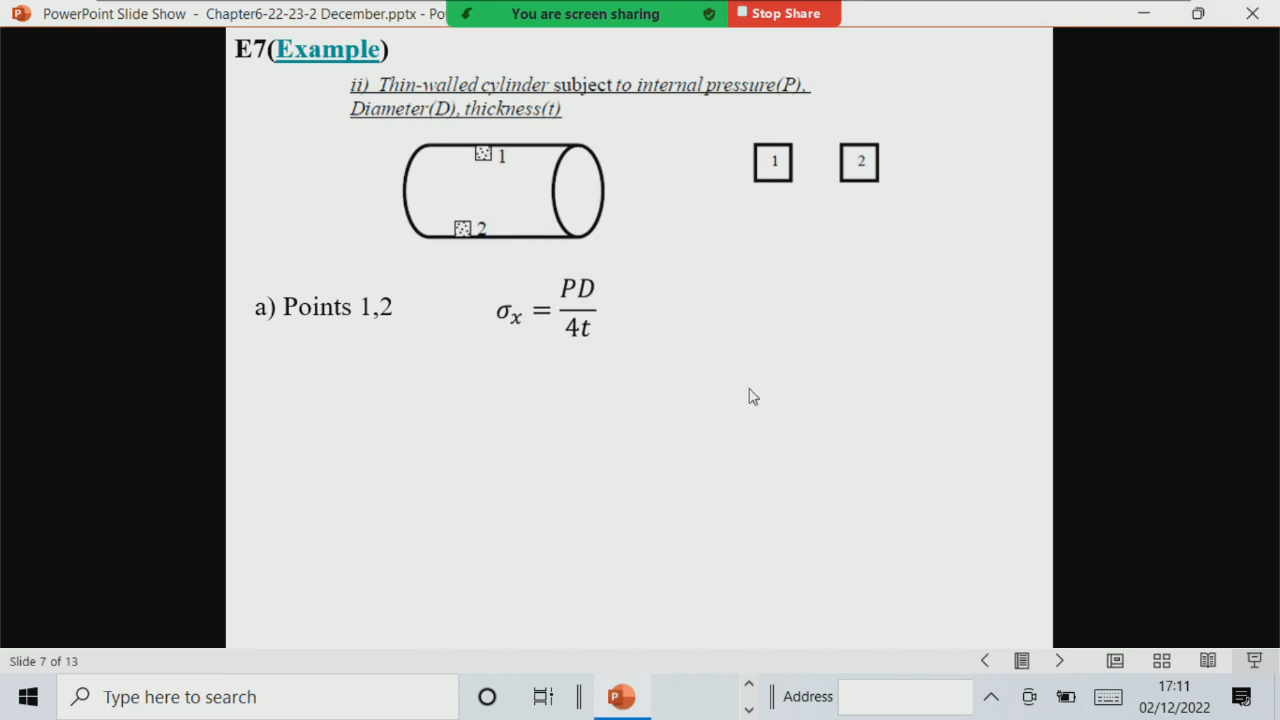 PowerPoint Slide Show - Chapter6-22-23-2 December.pptx - Po
You are screen sharing
Stop Share
E7(Example)
ii) Thin-walled cylinder subject to internal pressure(P),
Diameter(D), thickness(t)
1
2
1
2
a) Points 1,2
σx = PD/4t
Slide 7 of 13
Type here to search
Address
17:11
02/12/2022